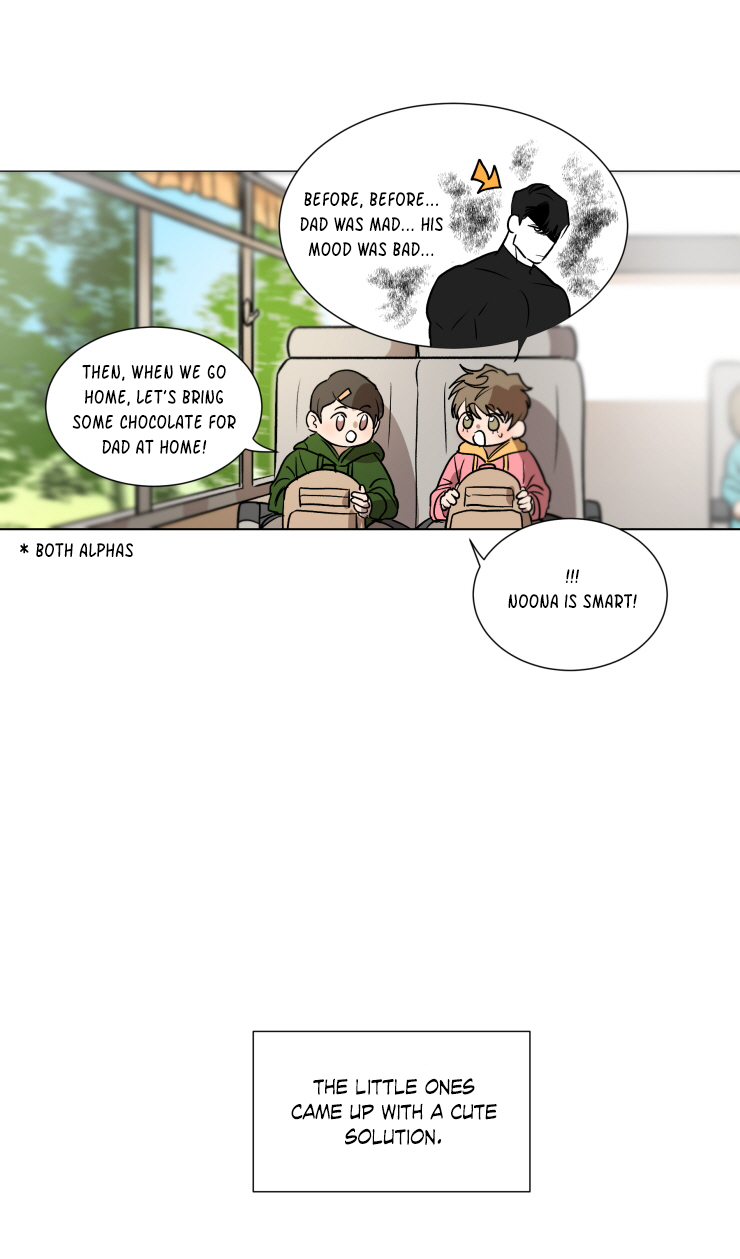 BEFORE, BEFORE...
DAD WAS MAD... HIS
MOOD WAS BAD...
THEN, WHEN WE GO
HOME, LET'S BRING
SOME CHOCOLATE FOR
DAD AT HOME!
* BOTH ALPHAS
!!!
NOONA IS SMART!
THE LITTLE ONES
CAME UP WITH A CUTE
SOLUTION.